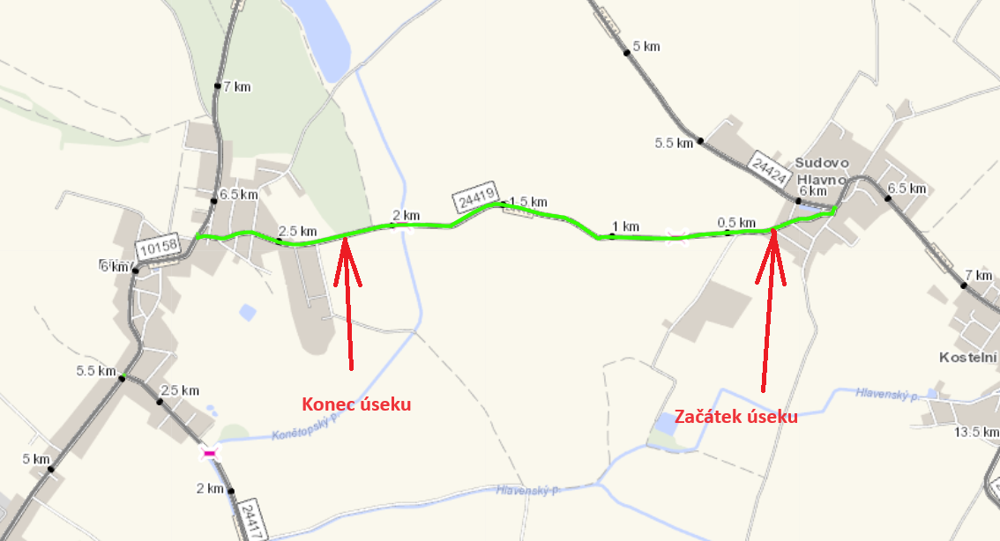 5 km
7 km
5.5 km
24424
Sudovo
Hlavno
6 km
6.5 km
6.5 km
24419
1.5 km
2 km
1 km
0.5 km
2.5 km
10158
6 km
7 km
Kostelní
5.5 km
2.5 km
Konec úseku
Začátek úseku
Hlavenský p.
Konětopský p.
13.5 km
5 km
2 km
Hlavenský p.
24417